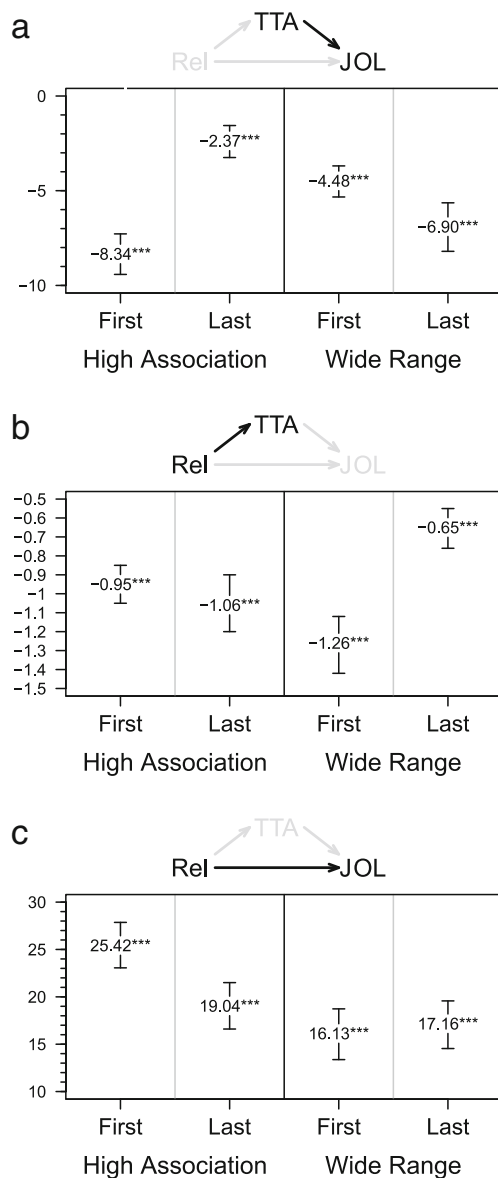 a
TTA
Rel JOL
0
−5
−10
−8.34***
−2.37***
−4.48***
−6.90***
First Last First Last
High Association Wide Range
b
TTA
Rel JOL
−0.5
−0.6
−0.7
−0.8
−0.9
−1
−1.1
−1.2
−1.3
−1.4
−1.5
−0.95***
−1.06***
−1.26***
−0.65***
First Last First Last
High Association Wide Range
c
TTA
Rel JOL
30
25
20
15
10
25.42***
19.04***
16.13***
17.16***
First Last First Last
High Association Wide Range